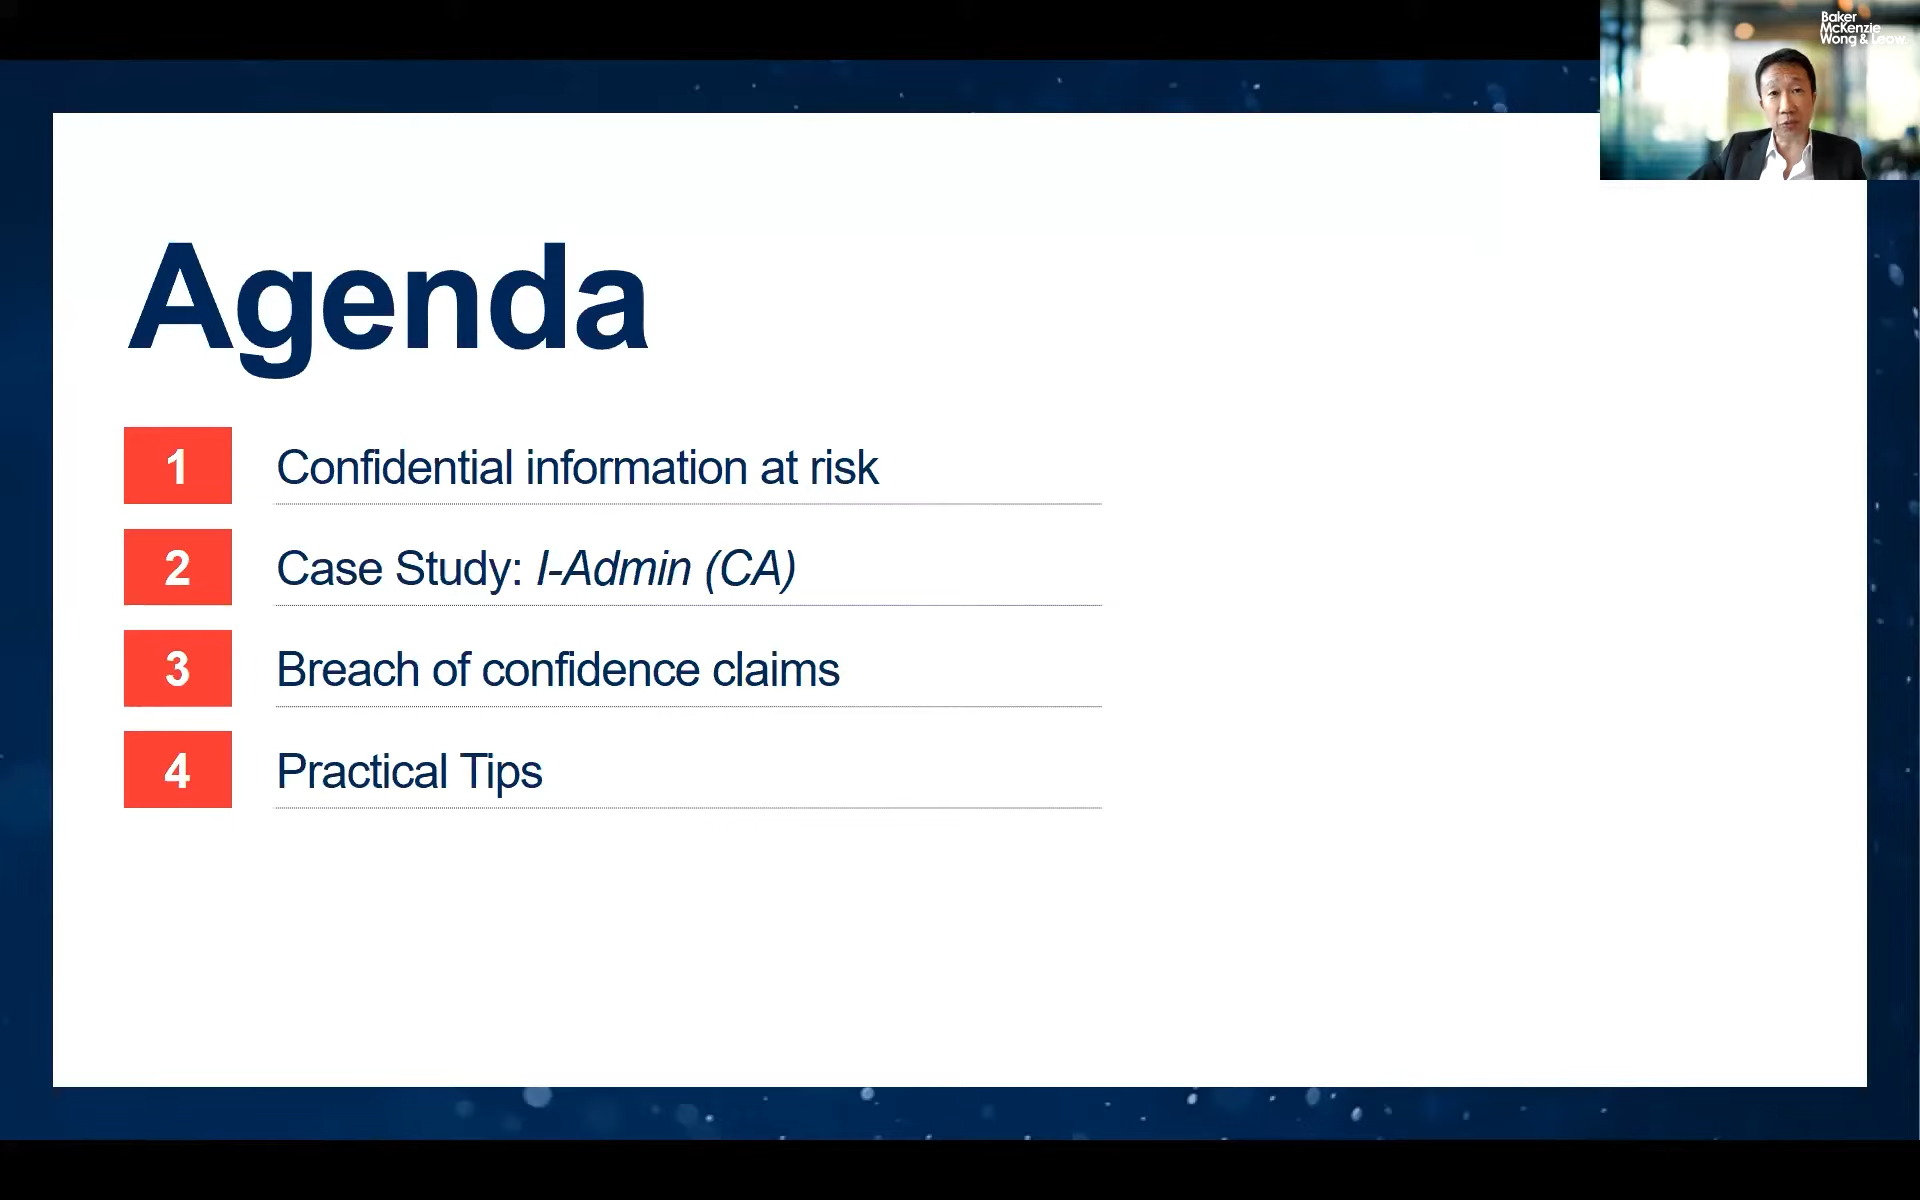 Baker
McKenzie
Wong & Leow
Agenda
1 Confidential information at risk
2 Case Study: I-Admin (CA)
3 Breach of confidence claims
4 Practical Tips